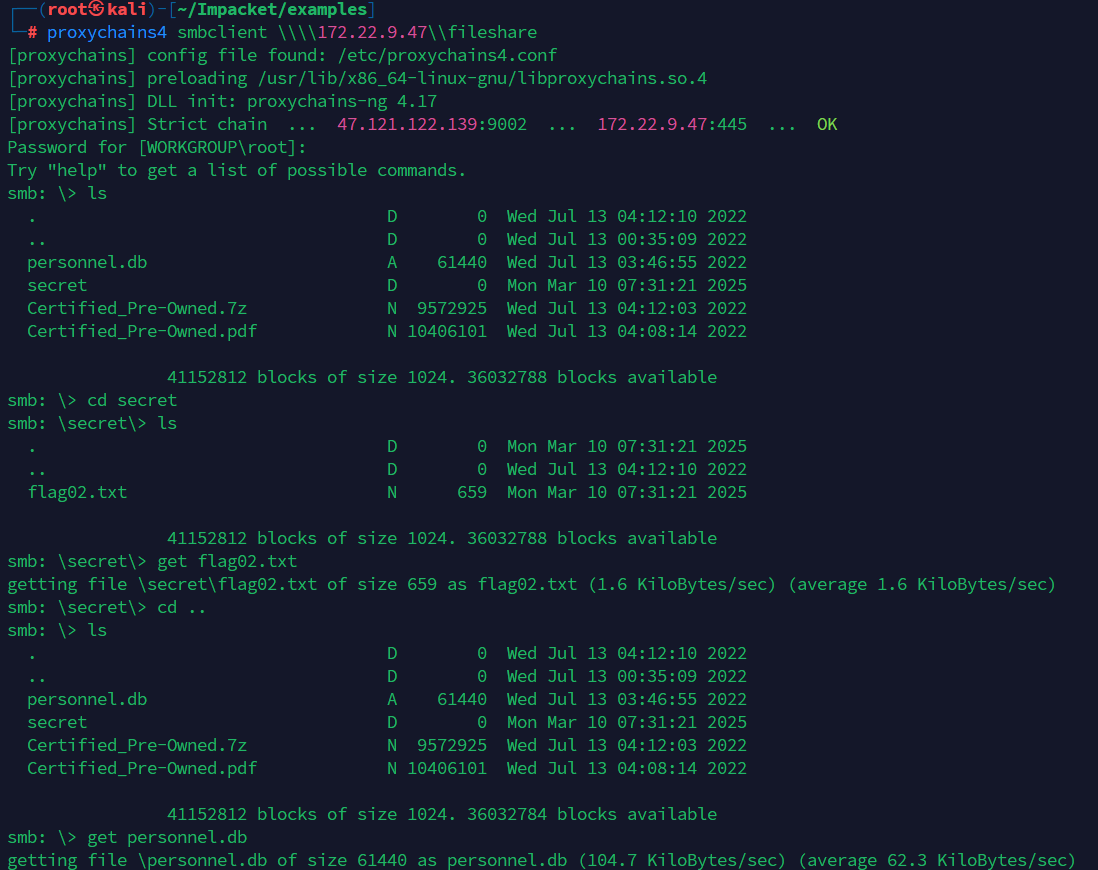 ┌──(root㉿kali)-[~/Impacket/examples]
└─# proxychains4 smbclient \\\\172.22.9.47\\fileshare
[proxychains] config file found: /etc/proxychains4.conf
[proxychains] preloading /usr/lib/x86_64-linux-gnu/libproxychains.so.4
[proxychains] DLL init: proxychains-ng 4.17
[proxychains] Strict chain  ...  47.121.122.139:9002  ...  172.22.9.47:445  ...  OK
Password for [WORKGROUP\root]:
Try "help" to get a list of possible commands.
smb: \> ls
  .                                   D        0  Wed Jul 13 04:12:10 2022
  ..                                  D        0  Wed Jul 13 00:35:09 2022
  personnel.db                        A    61440  Wed Jul 13 03:46:55 2022
  secret                              D        0  Mon Mar 10 07:31:21 2025
  Certified_Pre-Owned.7z              N  9572925  Wed Jul 13 04:12:03 2022
  Certified_Pre-Owned.pdf             N 10406101  Wed Jul 13 04:08:14 2022
                41152812 blocks of size 1024. 36032788 blocks available
smb: \> cd secret
smb: \secret\> ls
  .                                   D        0  Mon Mar 10 07:31:21 2025
  ..                                  D        0  Wed Jul 13 04:12:10 2022
  flag02.txt                          N      659  Mon Mar 10 07:31:21 2025
                41152812 blocks of size 1024. 36032788 blocks available
smb: \secret\> get flag02.txt
getting file \secret\flag02.txt of size 659 as flag02.txt (1.6 KiloBytes/sec) (average 1.6 KiloBytes/sec)
smb: \secret\> cd ..
smb: \> ls
  .                                   D        0  Wed Jul 13 04:12:10 2022
  ..                                  D        0  Wed Jul 13 00:35:09 2022
  personnel.db                        A    61440  Wed Jul 13 03:46:55 2022
  secret                              D        0  Mon Mar 10 07:31:21 2025
  Certified_Pre-Owned.7z              N  9572925  Wed Jul 13 04:12:03 2022
  Certified_Pre-Owned.pdf             N 10406101  Wed Jul 13 04:08:14 2022
                41152812 blocks of size 1024. 36032784 blocks available
smb: \> get personnel.db
getting file \personnel.db of size 61440 as personnel.db (104.7 KiloBytes/sec) (average 62.3 KiloBytes/sec)